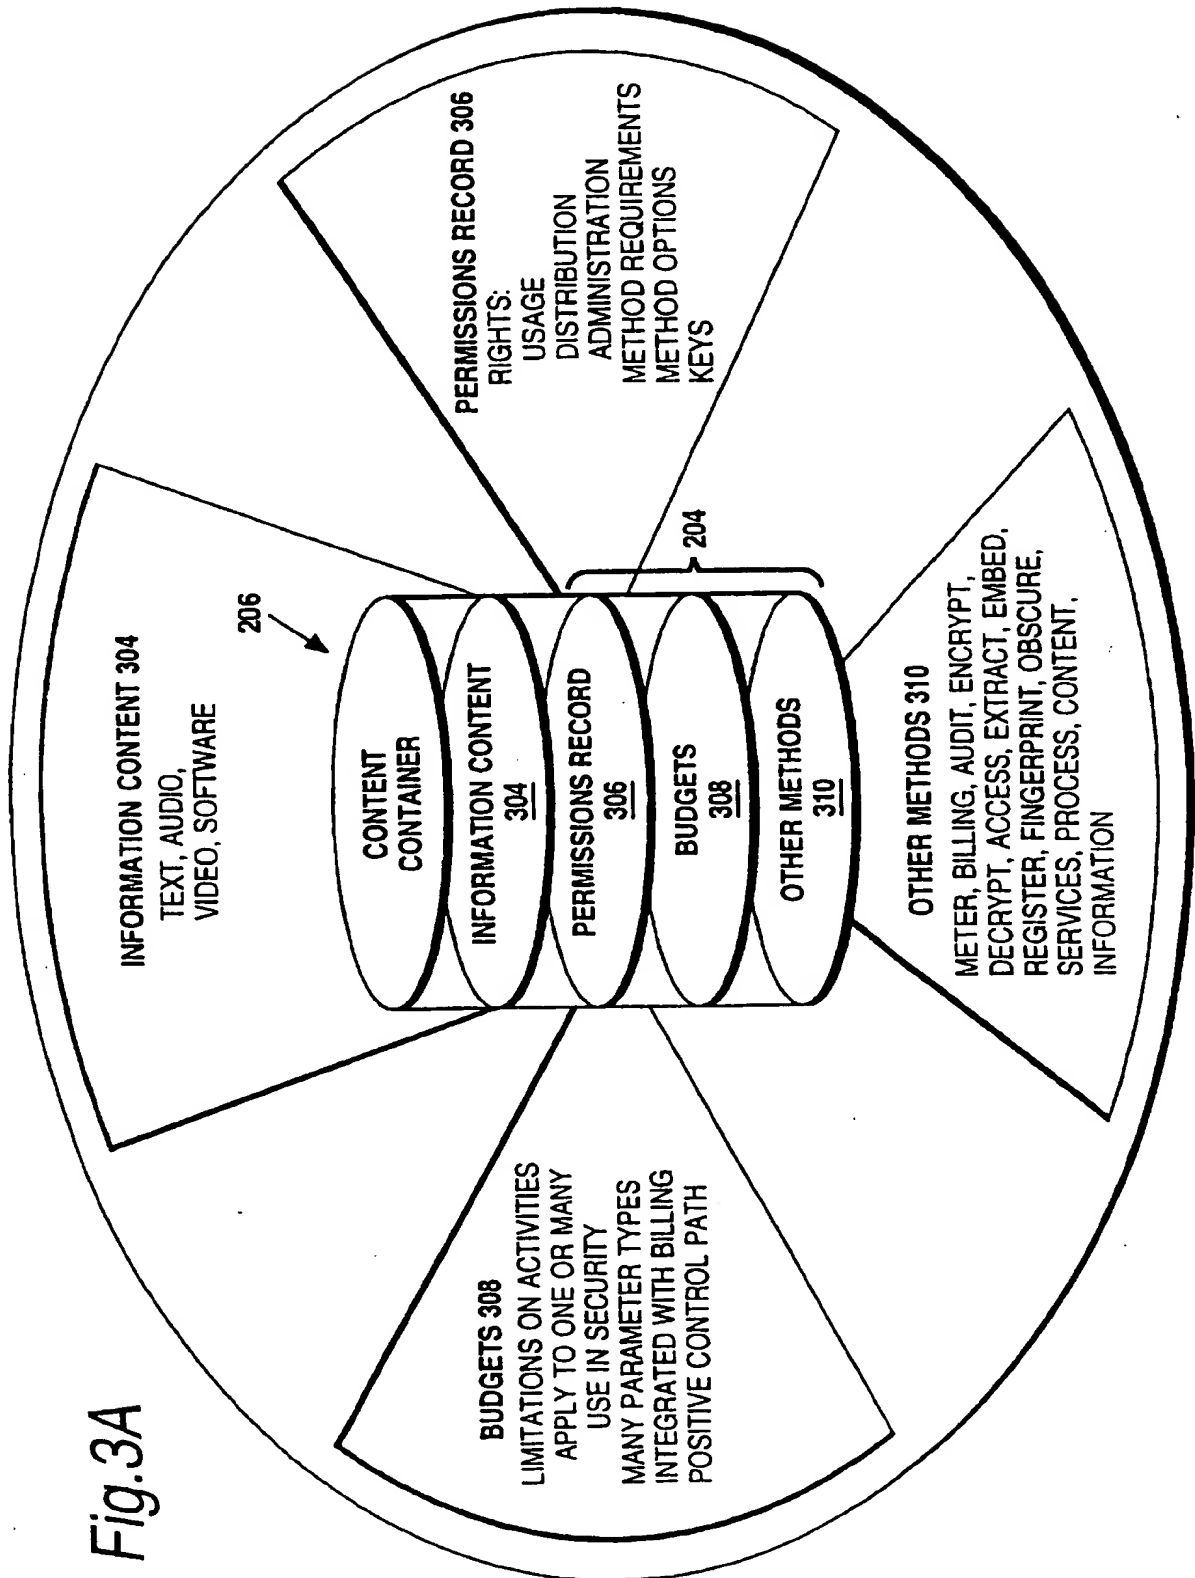 Fig.3A
INFORMATION CONTENT 304
TEXT, AUDIO,
VIDEO, SOFTWARE
BUDGETS 308
LIMITATIONS ON ACTIVITIES
APPLY TO ONE OR MANY
USE IN SECURITY
MANY PARAMETER TYPES
INTEGRATED WITH BILLING
POSITIVE CONTROL PATH
206
CONTENT
CONTAINER
INFORMATION CONTENT
304
PERMISSIONS RECORD
306
BUDGETS
308
OTHER METHODS
310
204
PERMISSIONS RECORD 306
RIGHTS:
USAGE
DISTRIBUTION
ADMINISTRATION
METHOD REQUIREMENTS
METHOD OPTIONS
KEYS
OTHER METHODS 310
METER, BILLING, AUDIT, ENCRYPT,
DECRYPT, ACCESS, EXTRACT, EMBED,
REGISTER, FINGERPRINT, OBSCURE,
SERVICES, PROCESS, CONTENT,
INFORMATION